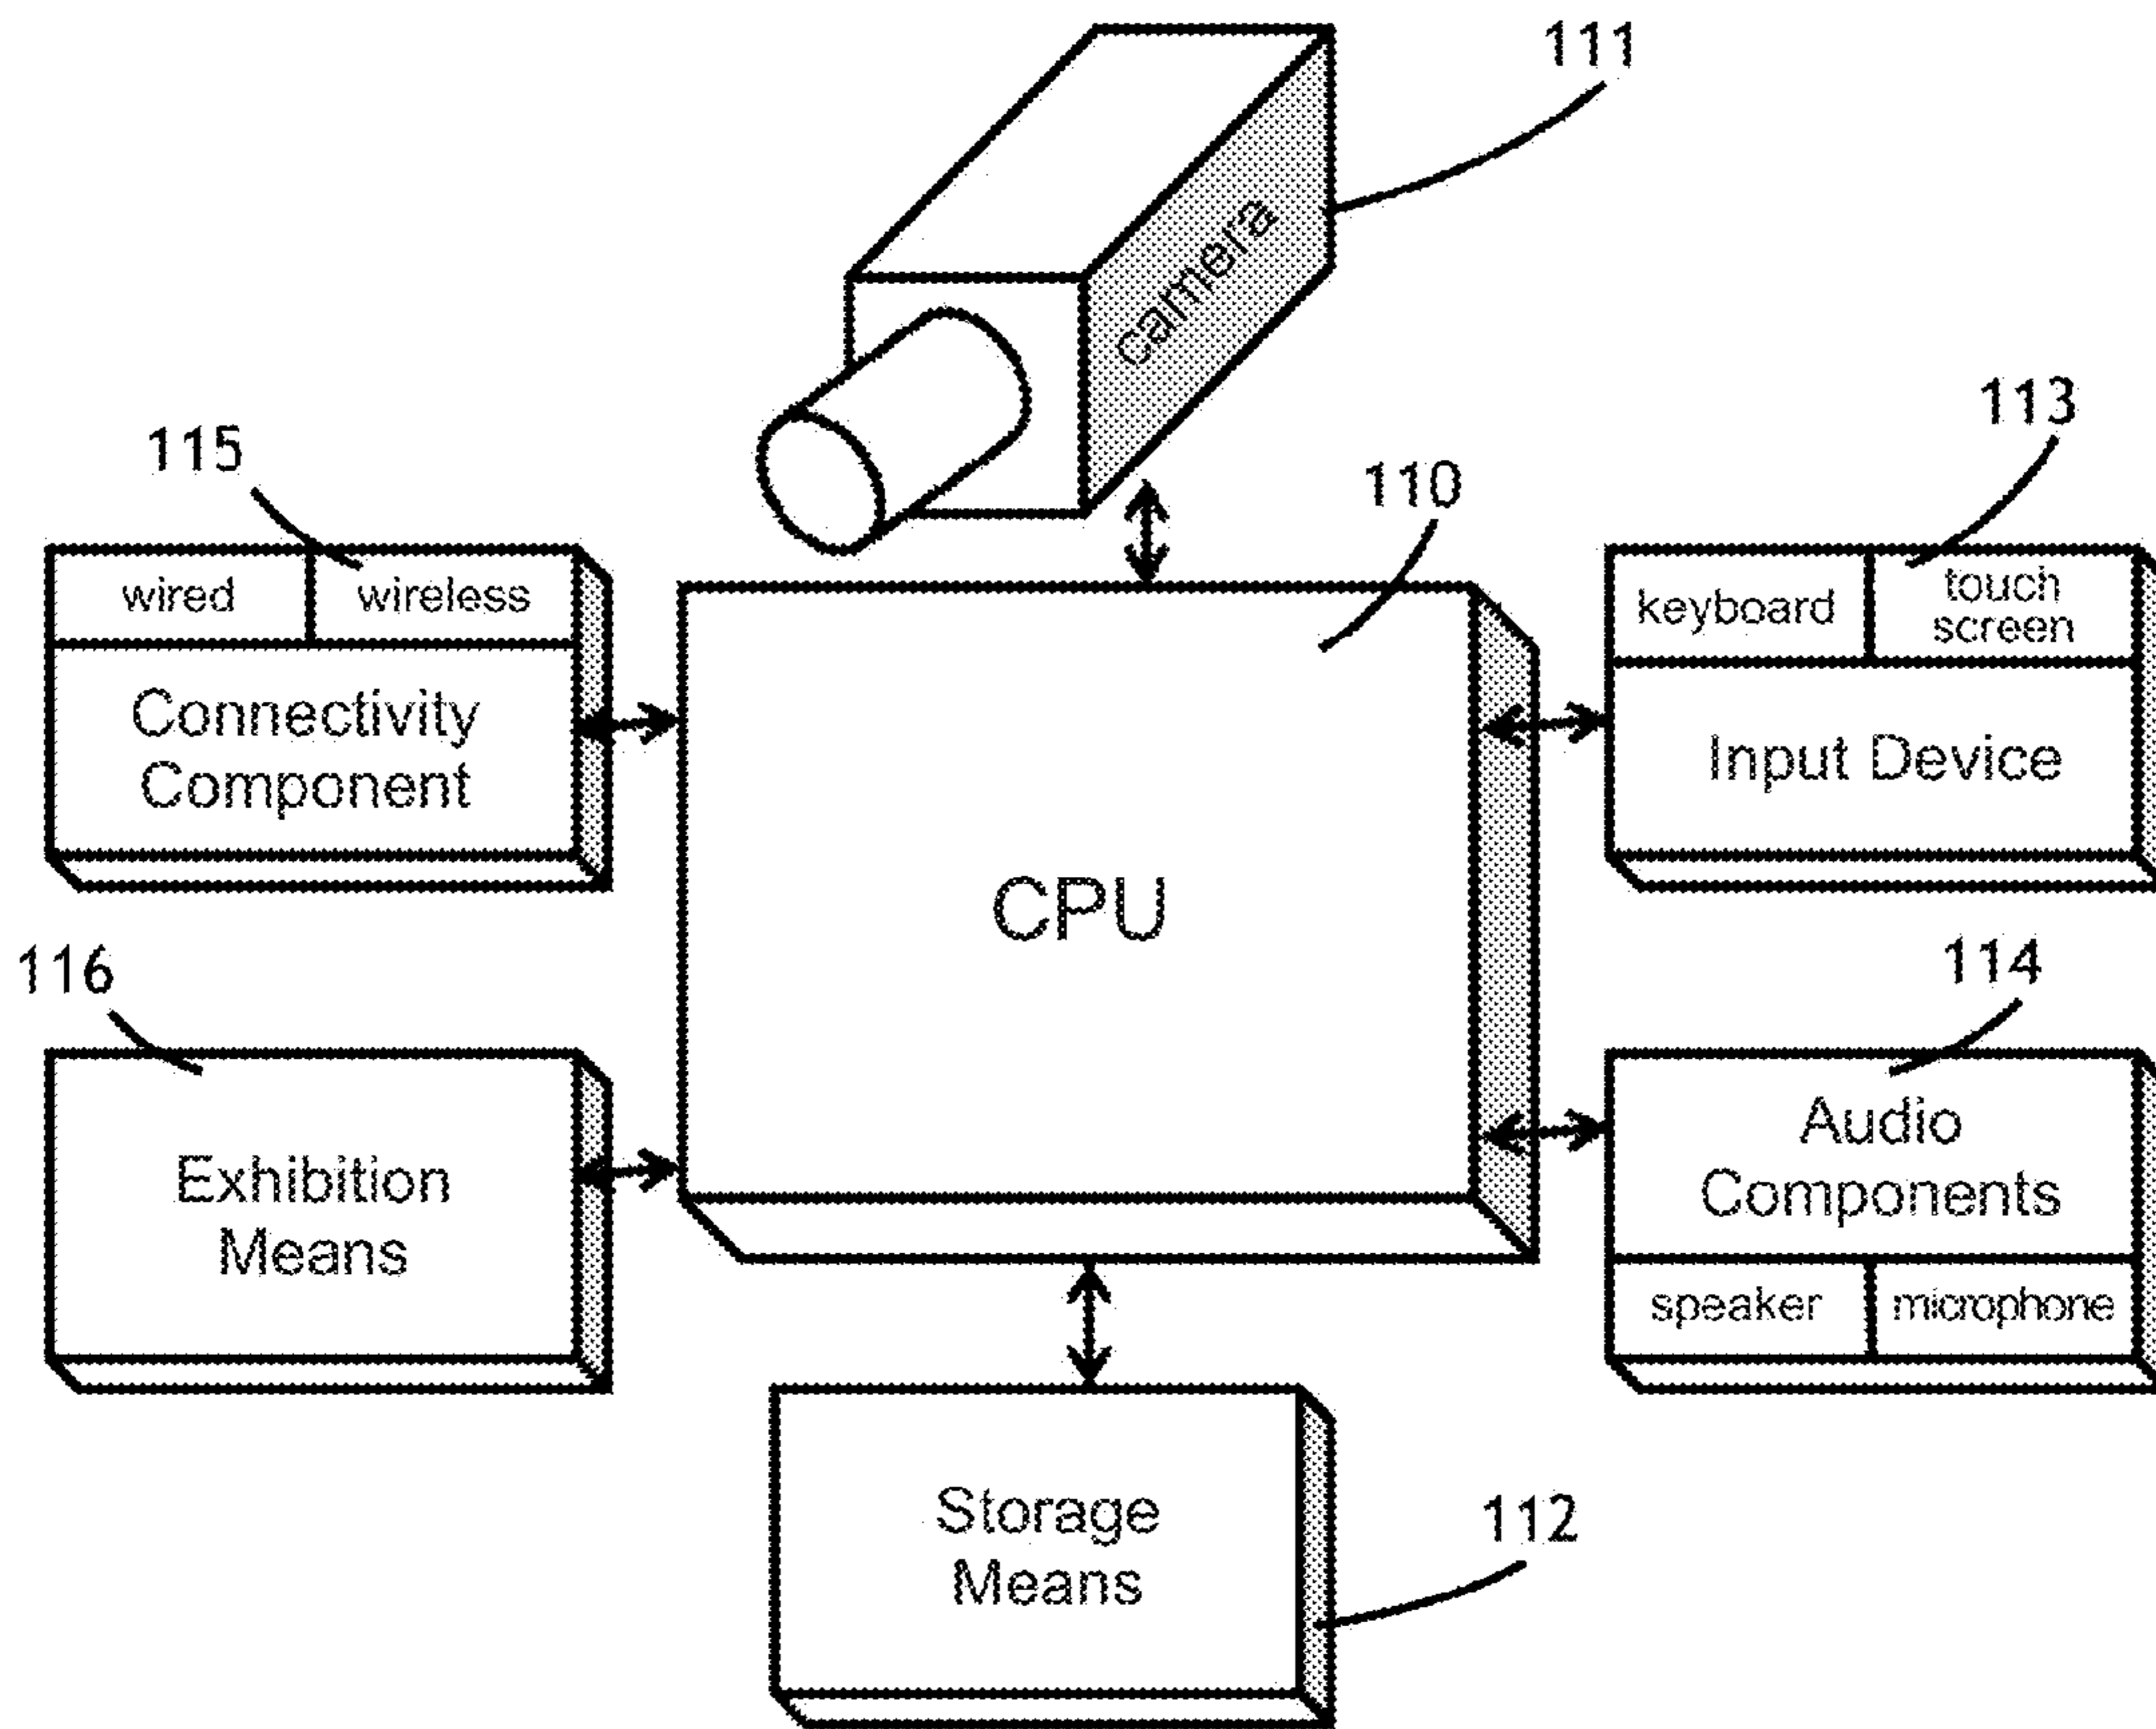 111
camera
113
115
110
wired
wireless
keyboard
touch
screen
Connectivity
Component
Input Device
CPU
116
114
Exhibition
Means
Audio
Components
speaker
microphone
Storage
Means
112